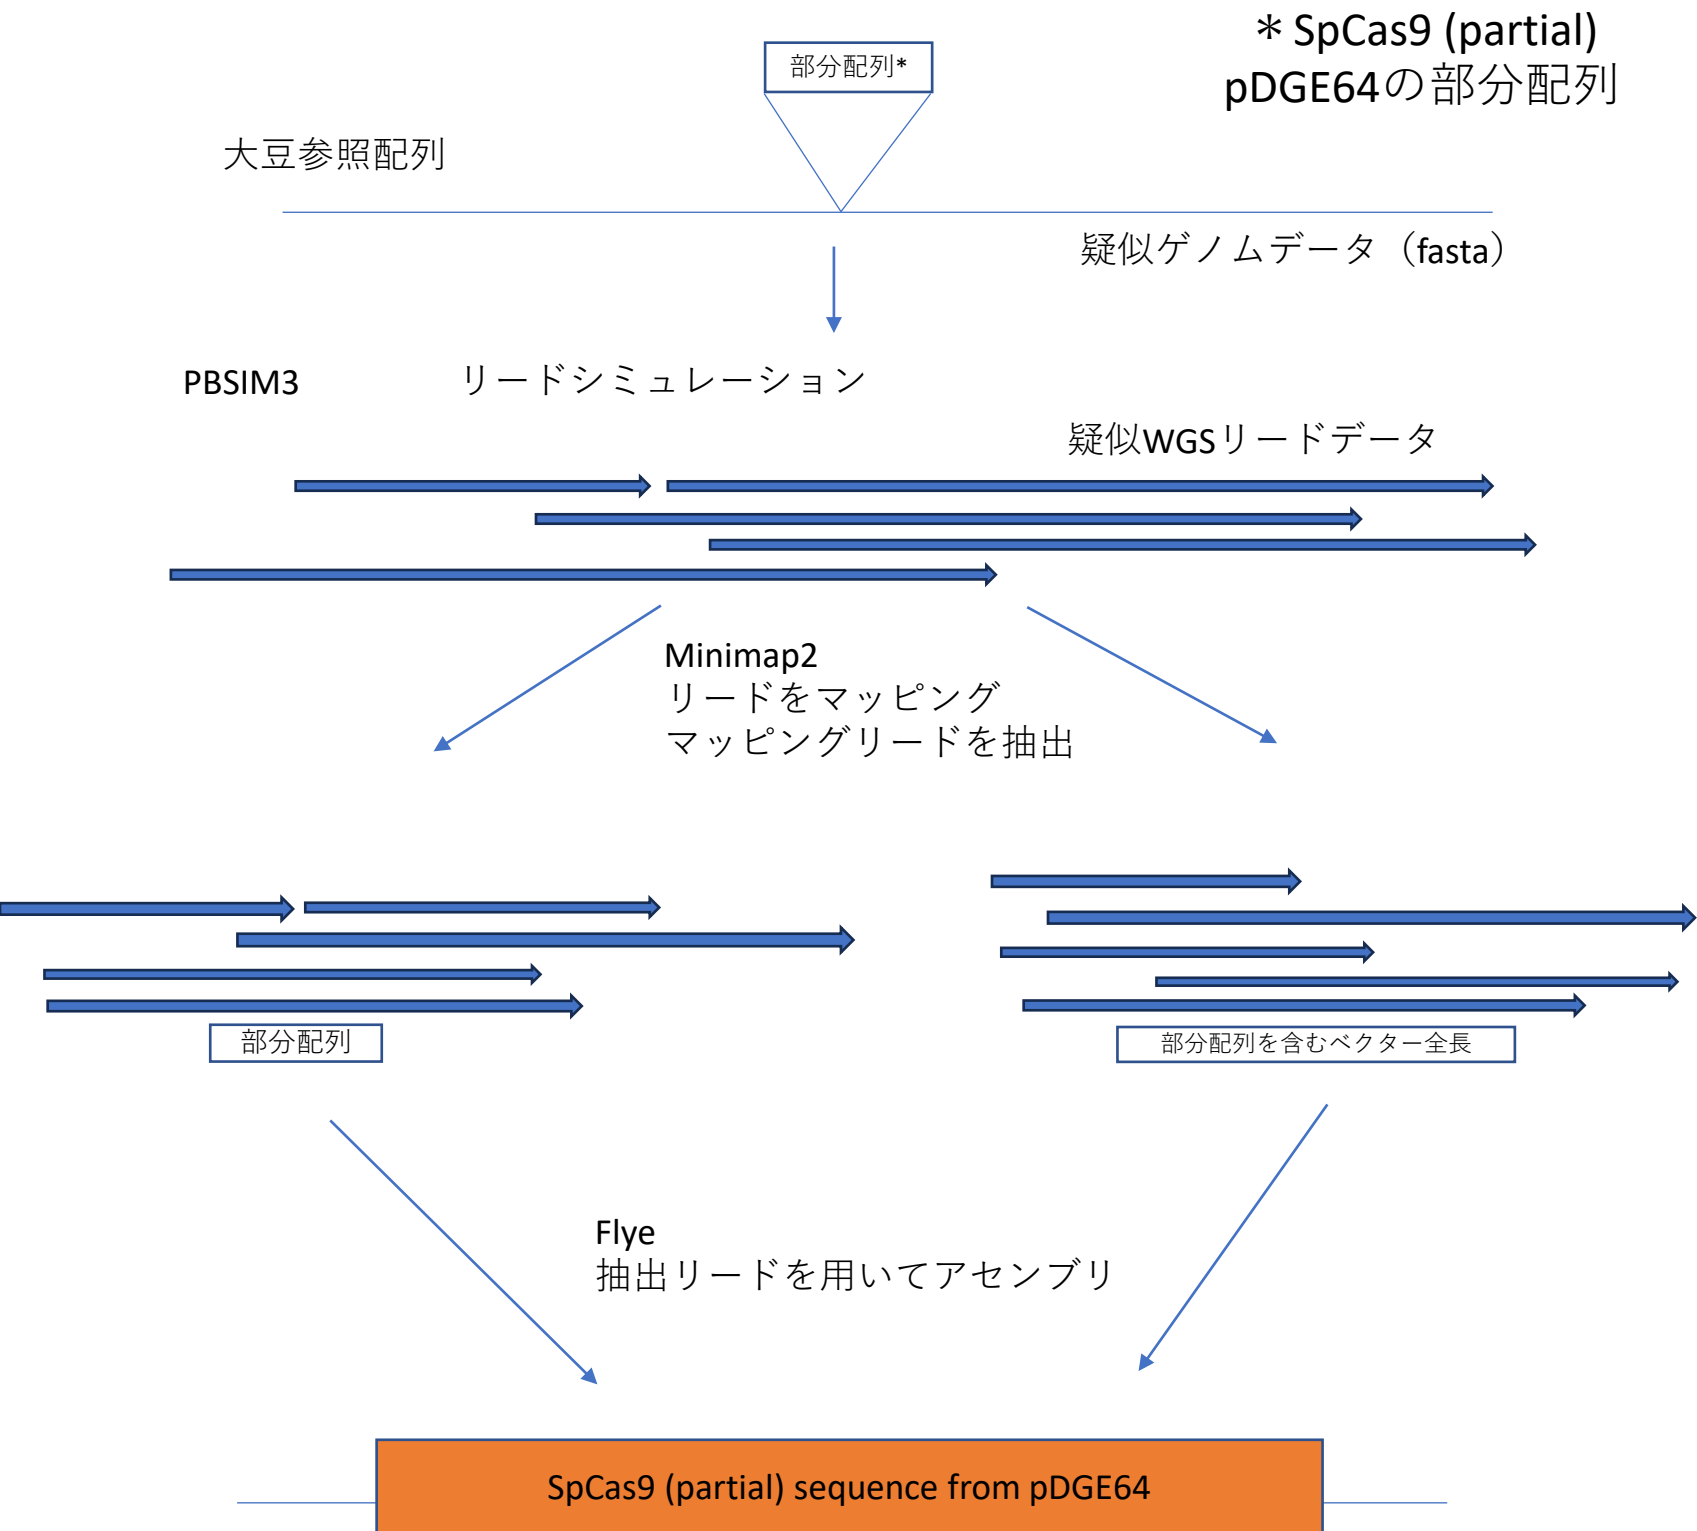 ＊SpCas9 (partial)
pDGE64の部分配列
部分配列*
大豆参照配列
疑似ゲノムデータ（fasta）
PBSIM3
リードシミュレーション
疑似WGSリードデータ
Minimap2
リードをマッピング
マッピングリードを抽出
部分配列
部分配列を含むベクター全長
Flye
抽出リードを用いてアセンブリ
SpCas9 (partial) sequence from pDGE64